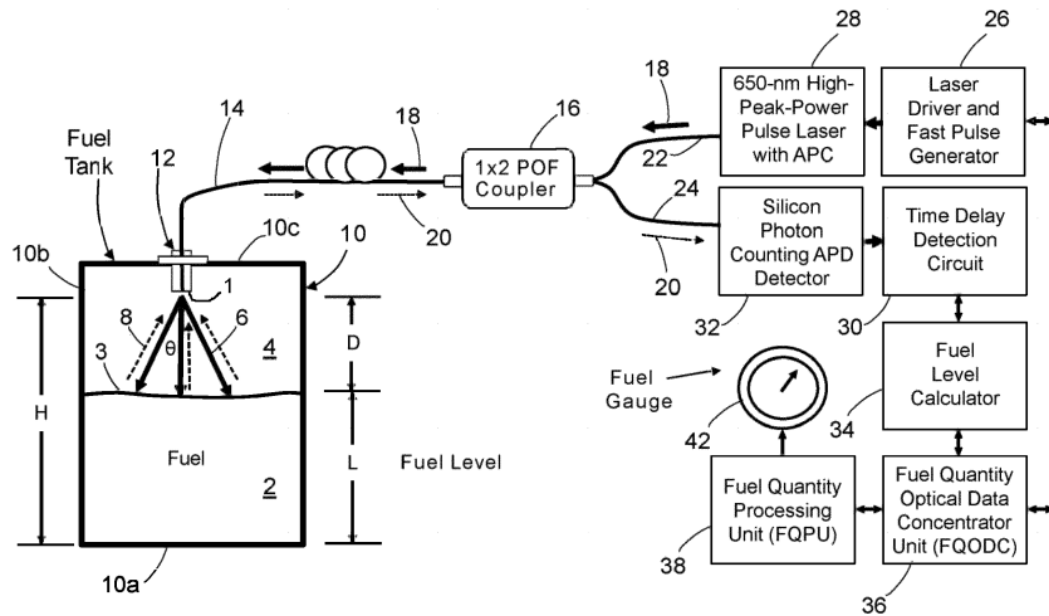 28
26
18
650-nm High-
Peak-Power
Pulse Laser
with APC
Laser
Driver and
Fast Pulse
Generator
14
16
18
22
Fuel
Tank
12
1x2 POF
Coupler
24
20
20
Silicon
Photon
Counting APD
Detector
Time Delay
Detection
Circuit
10b
10c
10
1
32
30
8
6
3
θ
4
D
H
Fuel
Gauge
42
Fuel
Level
Calculator
34
Fuel
L
Fuel Level
2
Fuel Quantity
Processing
Unit (FQPU)
Fuel Quantity
Optical Data
Concentrator
Unit (FQODC)
38
36
10a